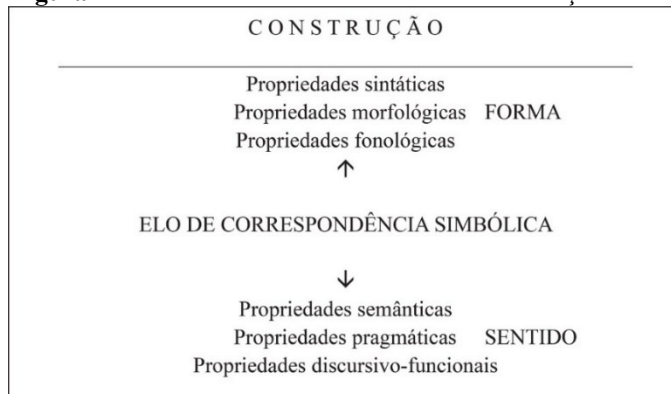 C O N S T R U Ç Ã O
Propriedades sintáticas
Propriedades morfológicas FORMA
Propriedades fonológicas
↑
ELO DE CORRESPONDÊNCIA SIMBÓLICA
↓
Propriedades semânticas
Propriedades pragmáticas SENTIDO
Propriedades discursivo-funcionais